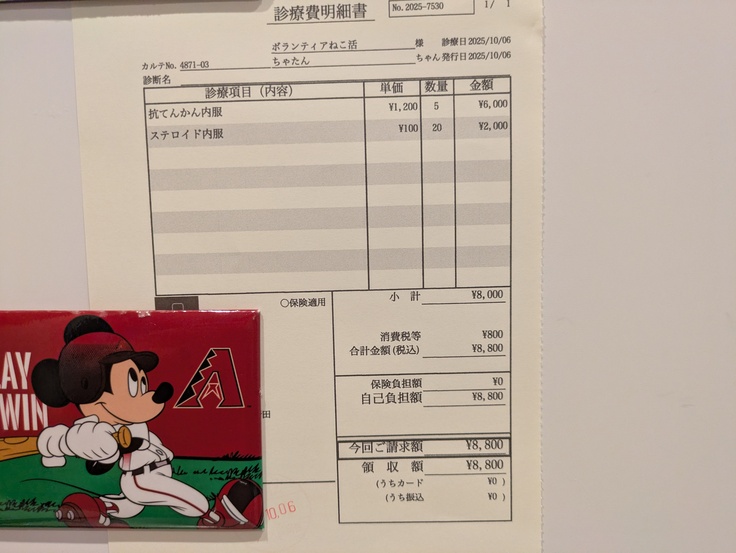 診療費明細書
No. 2025-7530
1/ 1
ボランティアねこ活 様 診療日 2025/10/06
カルテNo. 4871-03 ちゃたん ちゃん 発行日 2025/10/06
診断名
診療項目（内容） 単価 数量 金額
抗てんかん内服 ¥1,200 5 ¥6,000
ステロイド内服 ¥100 20 ¥2,000
小 計 ¥8,000
〇保険適用
消費税等 ¥800
合計金額(税込) ¥8,800
保険負担額 ¥0
自己負担額 ¥8,800
今回ご請求額 ¥8,800
領 収 額 ¥8,800
(うちカード ¥0 )
(うち振込 ¥0 )
田
10.06
LAY
WIN
A